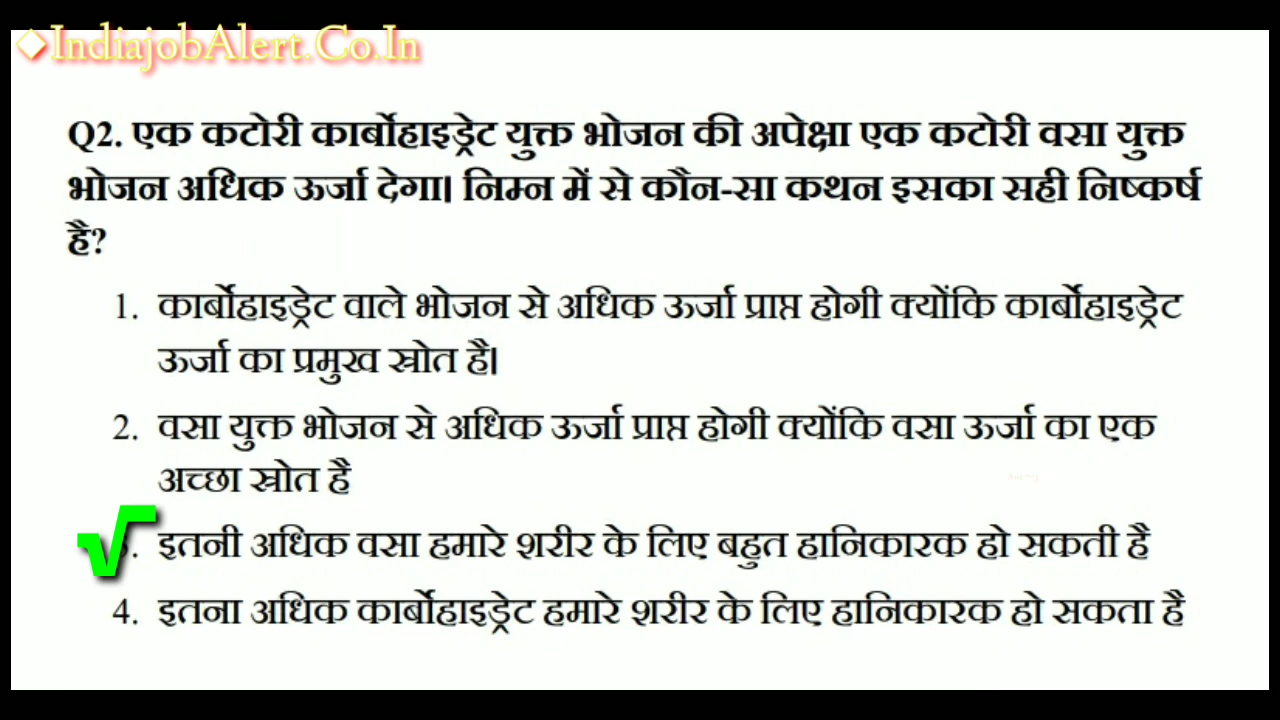 ◆IndiajobAlert.Co.In
Q2. एक कटोरी कार्बोहाइड्रेट युक्त भोजन की अपेक्षा एक कटोरी वसा युक्त
भोजन अधिक ऊर्जा देगा। निम्न में से कौन-सा कथन इसका सही निष्कर्ष
है?
1. कार्बोहाइड्रेट वाले भोजन से अधिक ऊर्जा प्राप्त होगी क्योंकि कार्बोहाइड्रेट
ऊर्जा का प्रमुख स्रोत है।
2. वसा युक्त भोजन से अधिक ऊर्जा प्राप्त होगी क्योंकि वसा ऊर्जा का एक
अच्छा स्रोत है
√3. इतनी अधिक वसा हमारे शरीर के लिए बहुत हानिकारक हो सकती है
4. इतना अधिक कार्बोहाइड्रेट हमारे शरीर के लिए हानिकारक हो सकता है